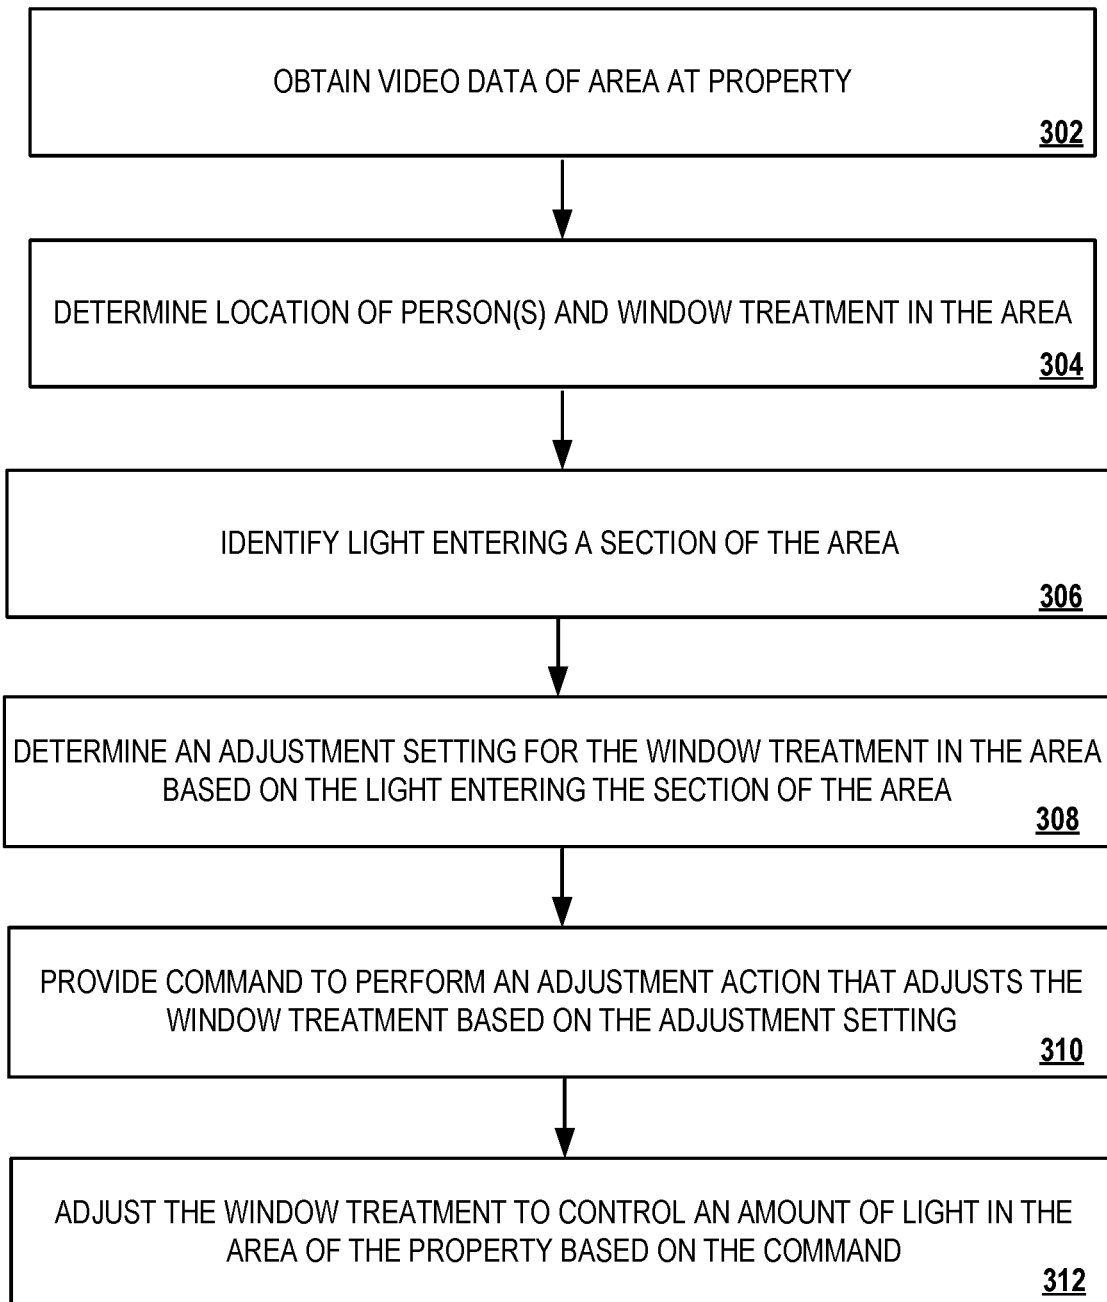 OBTAIN VIDEO DATA OF AREA AT PROPERTY
302
DETERMINE LOCATION OF PERSON(S) AND WINDOW TREATMENT IN THE AREA
304
IDENTIFY LIGHT ENTERING A SECTION OF THE AREA
306
DETERMINE AN ADJUSTMENT SETTING FOR THE WINDOW TREATMENT IN THE AREA
BASED ON THE LIGHT ENTERING THE SECTION OF THE AREA
308
PROVIDE COMMAND TO PERFORM AN ADJUSTMENT ACTION THAT ADJUSTS THE
WINDOW TREATMENT BASED ON THE ADJUSTMENT SETTING
310
ADJUST THE WINDOW TREATMENT TO CONTROL AN AMOUNT OF LIGHT IN THE
AREA OF THE PROPERTY BASED ON THE COMMAND
312